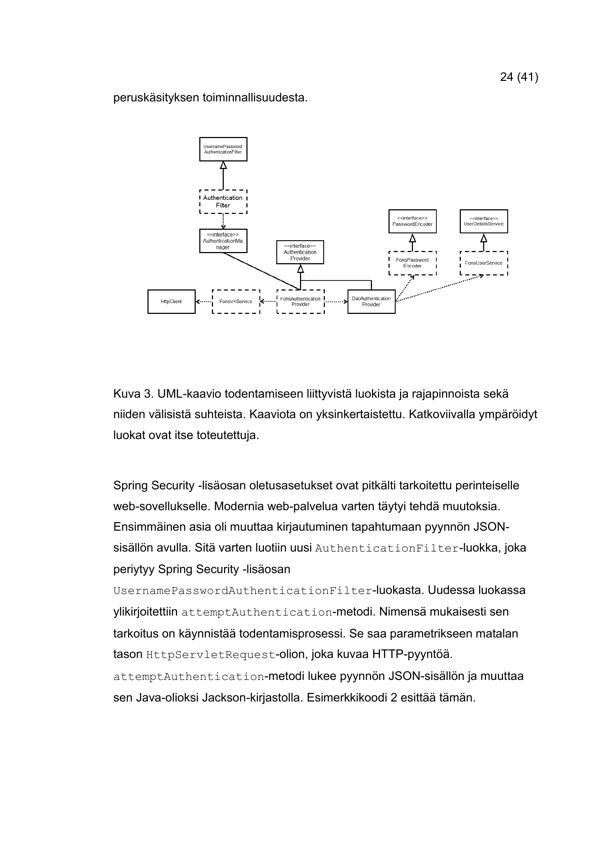 24 (41)
peruskäsityksen toiminnallisuudesta.
UsernamePassword
AuthenticationFilter
Authentication
Filter
<<interface>>
AuthenticationMa
nager
<<interface>>
Authentication
Provider
<<interface>>
PasswordEncoder
<<interface>>
UserDetailsService
FonsPassword
Encoder
FonsUserService
HttpClient
FonsVYService
FonsAuthentication
Provider
DaoAuthentication
Provider
Kuva 3. UML-kaavio todentamiseen liittyvistä luokista ja rajapinnoista sekä
niiden välisistä suhteista. Kaaviota on yksinkertaistettu. Katkoviivalla ympäröidyt
luokat ovat itse toteutettuja.
Spring Security -lisäosan oletusasetukset ovat pitkälti tarkoitettu perinteiselle
web-sovellukselle. Modernia web-palvelua varten täytyi tehdä muutoksia.
Ensimmäinen asia oli muuttaa kirjautuminen tapahtumaan pyynnön JSON-
sisällön avulla. Sitä varten luotiin uusi AuthenticationFilter-luokka, joka
periytyy Spring Security -lisäosan
UsernamePasswordAuthenticationFilter-luokasta. Uudessa luokassa
ylikirjoitettiin attemptAuthentication-metodi. Nimensä mukaisesti sen
tarkoitus on käynnistää todentamisprosessi. Se saa parametrikseen matalan
tason HttpServletRequest-olion, joka kuvaa HTTP-pyyntöä.
attemptAuthentication-metodi lukee pyynnön JSON-sisällön ja muuttaa
sen Java-olioksi Jackson-kirjastolla. Esimerkkikoodi 2 esittää tämän.